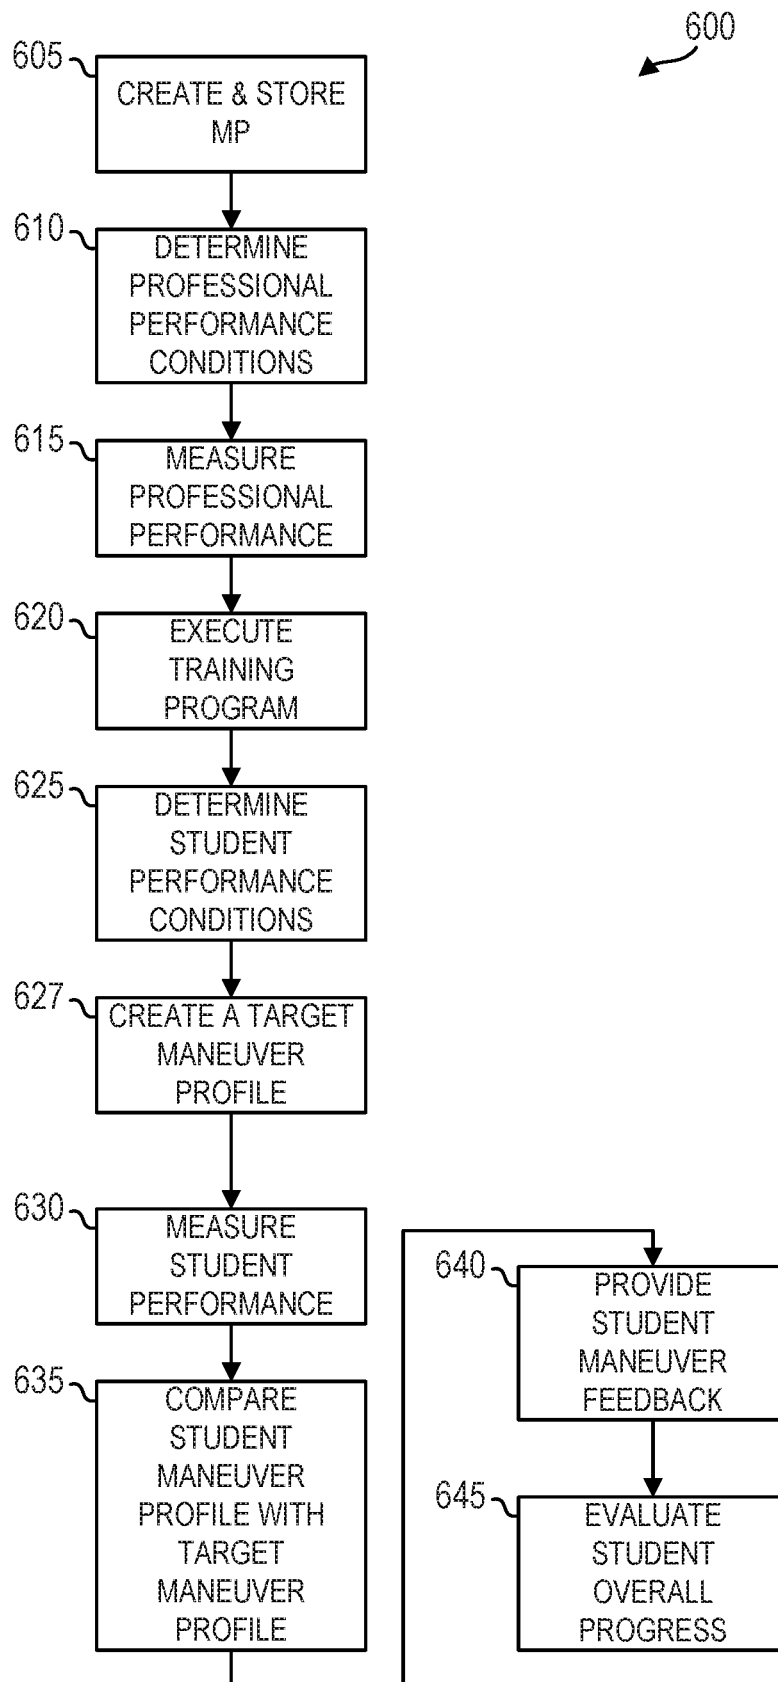 600
605
CREATE & STORE
MP
610
DETERMINE
PROFESSIONAL
PERFORMANCE
CONDITIONS
615
MEASURE
PROFESSIONAL
PERFORMANCE
620
EXECUTE
TRAINING
PROGRAM
625
DETERMINE
STUDENT
PERFORMANCE
CONDITIONS
627
CREATE A TARGET
MANEUVER
PROFILE
630
MEASURE
STUDENT
PERFORMANCE
635
COMPARE
STUDENT
MANEUVER
PROFILE WITH
TARGET
MANEUVER
PROFILE
640
PROVIDE
STUDENT
MANEUVER
FEEDBACK
645
EVALUATE
STUDENT
OVERALL
PROGRESS